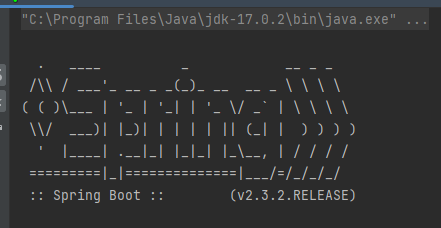 "C:\Program Files\Java\jdk-17.0.2\bin\java.exe" ...
  .   ____          _            __ _ _
 /\\ / ___'_ __ _ _(_)_ __  __ _ \ \ \ \
( ( )\___ | '_ | '_| | '_ \/ _` | \ \ \ \
 \\/  ___)| |_)| | | | | || (_| |  ) ) ) )
  '  |____| .__|_| |_|_| |_\__, | / / / /
 =========|_|==============|___/=/_/_/_/
 :: Spring Boot ::        (v2.3.2.RELEASE)